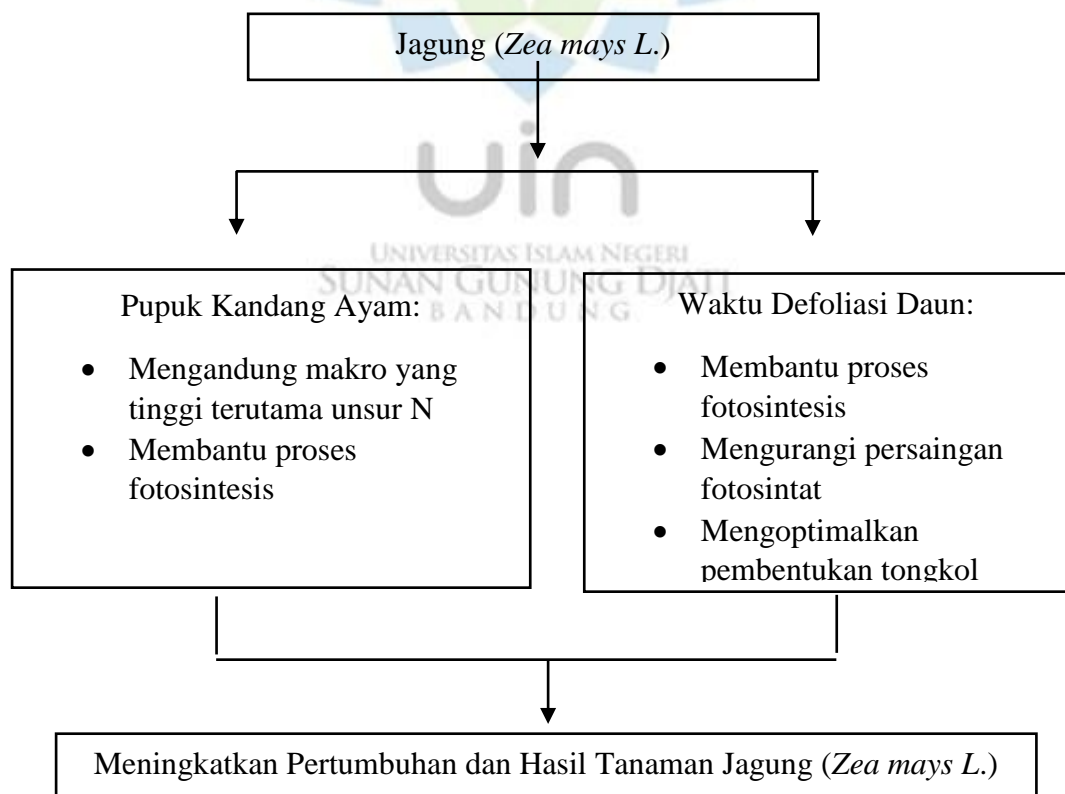 Jagung (Zea mays L.)
uin
UNIVERSITAS ISLAM NEGERI
SUNAN GUNUNG DJATI
BANDUNG
Pupuk Kandang Ayam:
• Mengandung makro yang
tinggi terutama unsur N
• Membantu proses
fotosintesis
Waktu Defoliasi Daun:
• Membantu proses
fotosintesis
• Mengurangi persaingan
fotosintat
• Mengoptimalkan
pembentukan tongkol
Meningkatkan Pertumbuhan dan Hasil Tanaman Jagung (Zea mays L.)